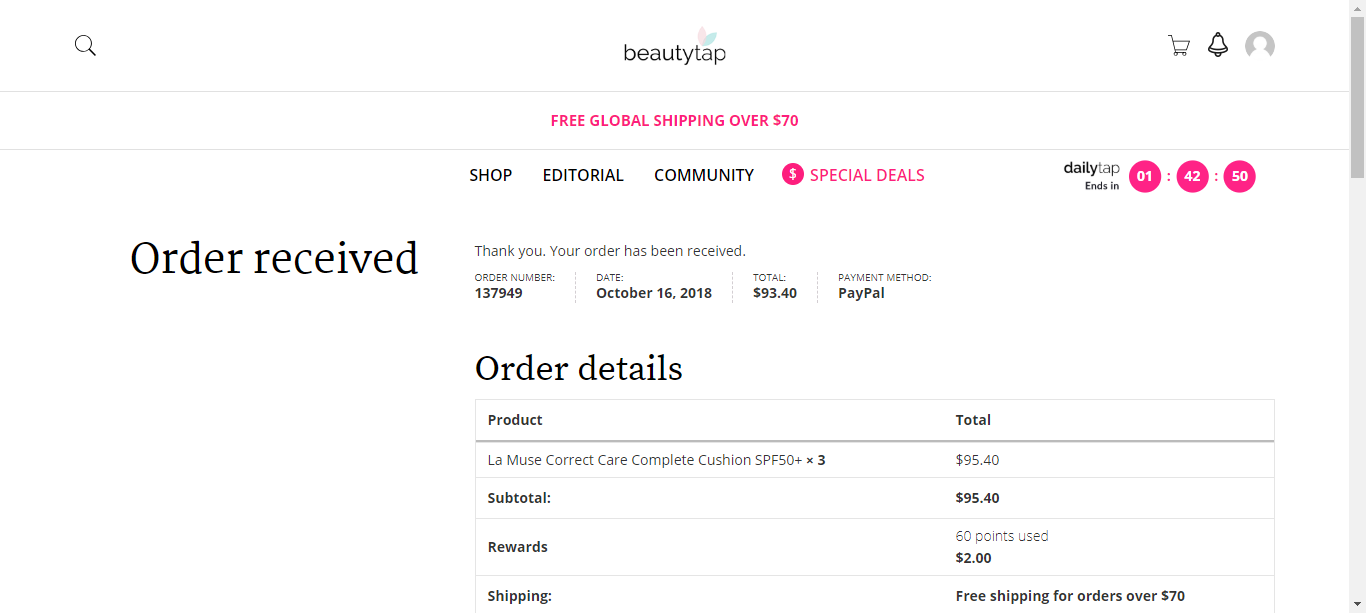 beautytap
FREE GLOBAL SHIPPING OVER $70
SHOP EDITORIAL COMMUNITY $ SPECIAL DEALS
dailytap
Ends in
01 : 42 : 50
Order received
Thank you. Your order has been received.
ORDER NUMBER: DATE: TOTAL: PAYMENT METHOD:
137949 October 16, 2018 $93.40 PayPal
Order details
Product Total
La Muse Correct Care Complete Cushion SPF50+ × 3 $95.40
Subtotal: $95.40
Rewards
60 points used
$2.00
Shipping: Free shipping for orders over $70